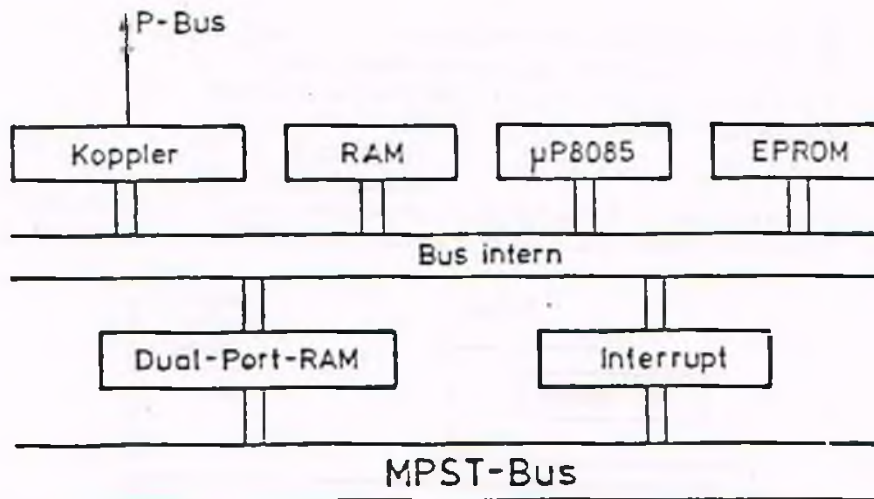 P-Bus
Koppler
RAM
µP8085
EPROM
Bus intern
Dual-Port-RAM
Interrupt
MPST-Bus